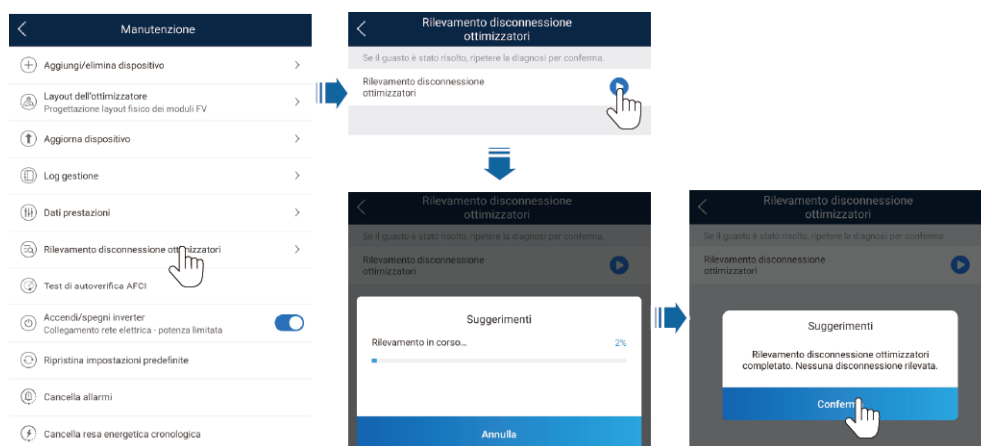 Manutenzione
Aggiungi/elimina dispositivo
Layout dell'ottimizzatore
Progettazione layout fisico dei moduli FV
Aggiorna dispositivo
Log gestione
Dati prestazioni
Rilevamento disconnessione ottimizzatori
Test di autoverifica AFCI
Accendi/spegni inverter
Collegamento rete elettrica - potenza limitata
Ripristina impostazioni predefinite
Cancella allarmi
Cancella resa energetica cronologica
Rilevamento disconnessione
ottimizzatori
Se il guasto è stato risolto, ripetere la diagnosi per conferma.
Rilevamento disconnessione
ottimizzatori
Rilevamento disconnessione
ottimizzatori
Se il guasto è stato risolto, ripetere la diagnosi per conferma.
Rilevamento disconnessione
ottimizzatori
Suggerimenti
Rilevamento in corso... 2%
Annulla
Rilevamento disconnessione
ottimizzatori
Se il guasto è stato risolto, ripetere la diagnosi per conferma.
Rilevamento disconnessione
ottimizzatori
Suggerimenti
Rilevamento disconnessione ottimizzatori
completato. Nessuna disconnessione rilevata.
Conferma